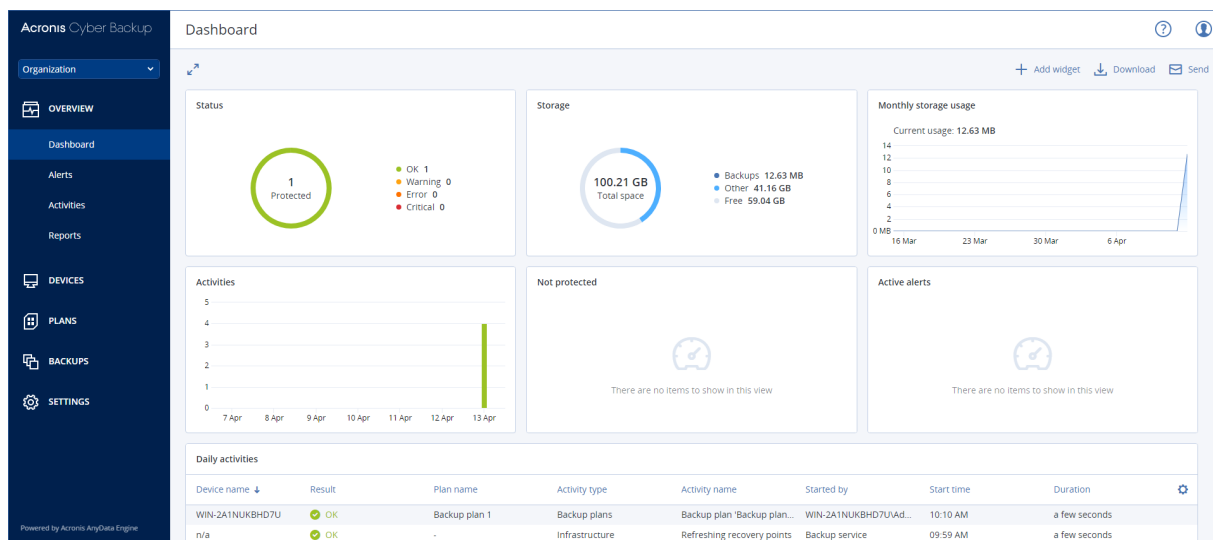 Acronis Cyber Backup
Dashboard
Organization
Add widget
Download
Send
OVERVIEW
Dashboard
Alerts
Activities
Reports
DEVICES
PLANS
BACKUPS
SETTINGS
Powered by Acronis AnyData Engine
Status
1
Protected
OK 1
Warning 0
Error 0
Critical 0
Storage
100.21 GB
Total space
Backups 12.63 MB
Other 41.16 GB
Free 59.04 GB
Monthly storage usage
Current usage: 12.63 MB
14
12
10
8
6
4
2
0 MB
16 Mar 23 Mar 30 Mar 6 Apr
Activities
5
4
3
2
1
0
7 Apr 8 Apr 9 Apr 10 Apr 11 Apr 12 Apr 13 Apr
Not protected
There are no items to show in this view
Active alerts
There are no items to show in this view
Daily activities
Device name Result Plan name Activity type Activity name Started by Start time Duration
WIN-2A1NUKBHD7U OK Backup plan 1 Backup plans Backup plan 'Backup plan... WIN-2A1NUKBHD7U\Ad... 10:10 AM a few seconds
n/a OK - Infrastructure Refreshing recovery points Backup service 09:59 AM a few seconds